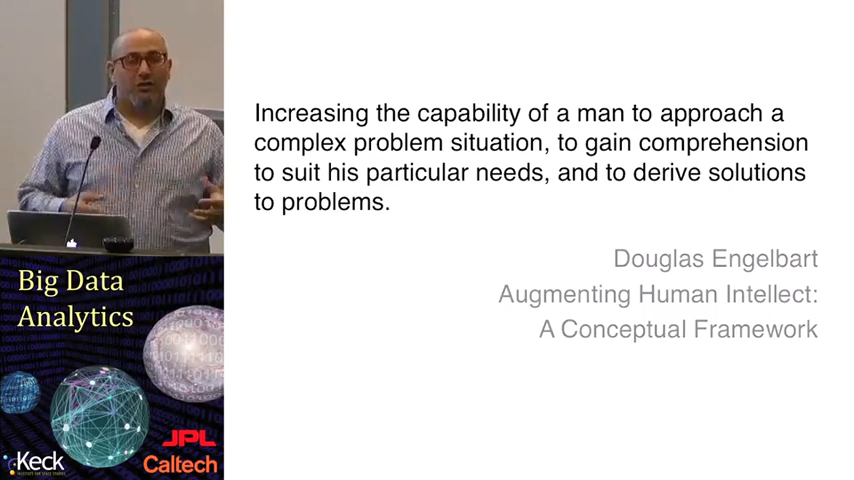 Increasing the capability of a man to approach a
complex problem situation, to gain comprehension
to suit his particular needs, and to derive solutions
to problems.
Douglas Engelbart
Augmenting Human Intellect:
A Conceptual Framework
Big Data
Analytics
JPL
Keck
Caltech